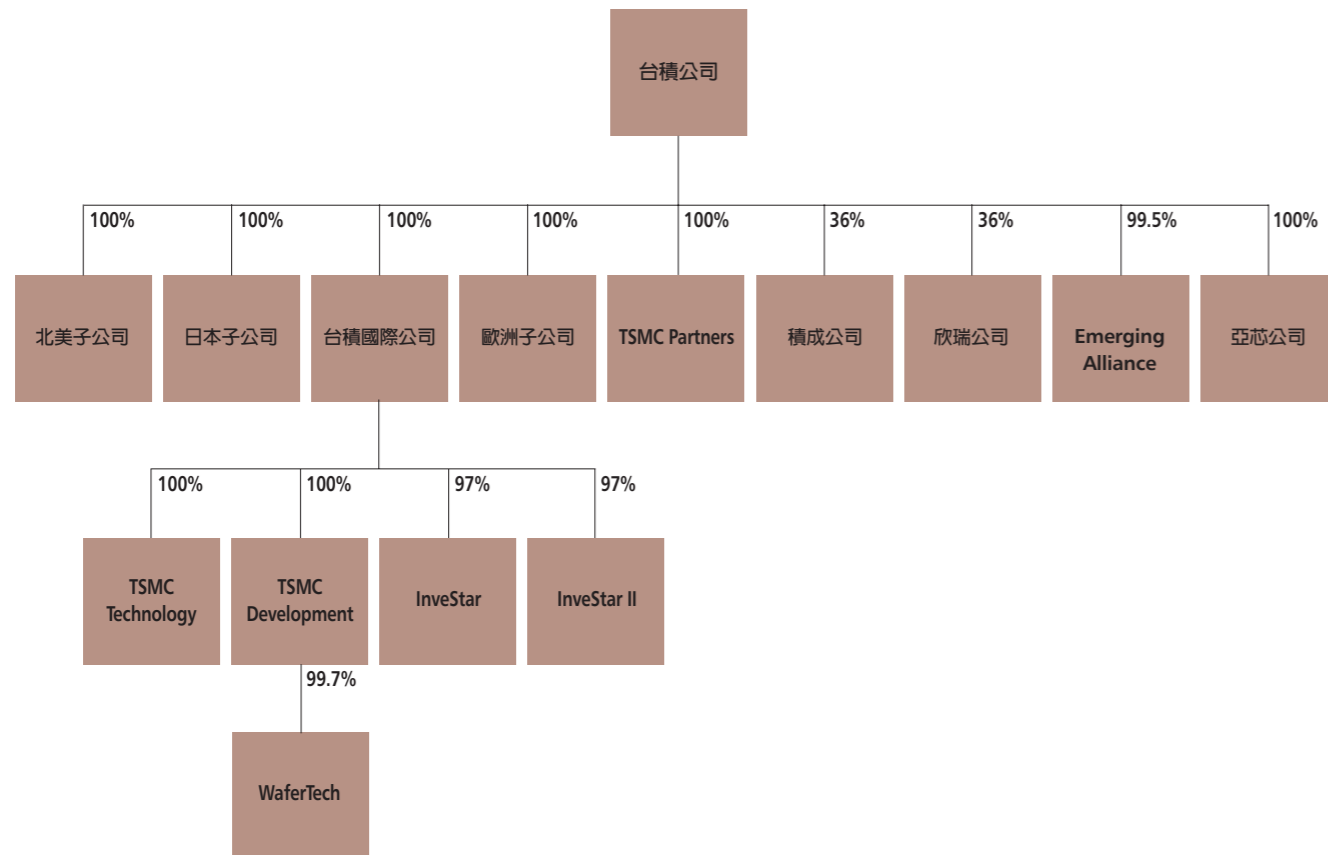 台積公司
100%
100%
100%
100%
100%
36%
36%
99.5%
100%
北美子公司
日本子公司
台積國際公司
歐洲子公司
TSMC Partners
積成公司
欣瑞公司
Emerging
Alliance
亞芯公司
100%
100%
97%
97%
TSMC
Technology
TSMC
Development
InveStar
InveStar II
99.7%
WaferTech